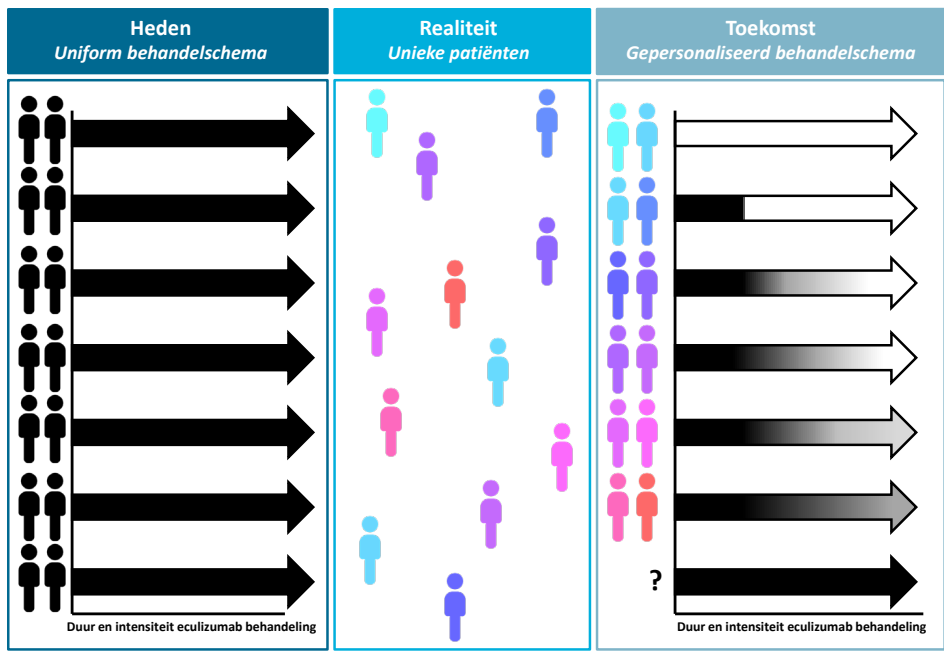 Heden
Uniform behandelschema
Realiteit
Unieke patiënten
Toekomst
Gepersonaliseerd behandelschema
Duur en intensiteit eculizumab behandeling
?
Duur en intensiteit eculizumab behandeling